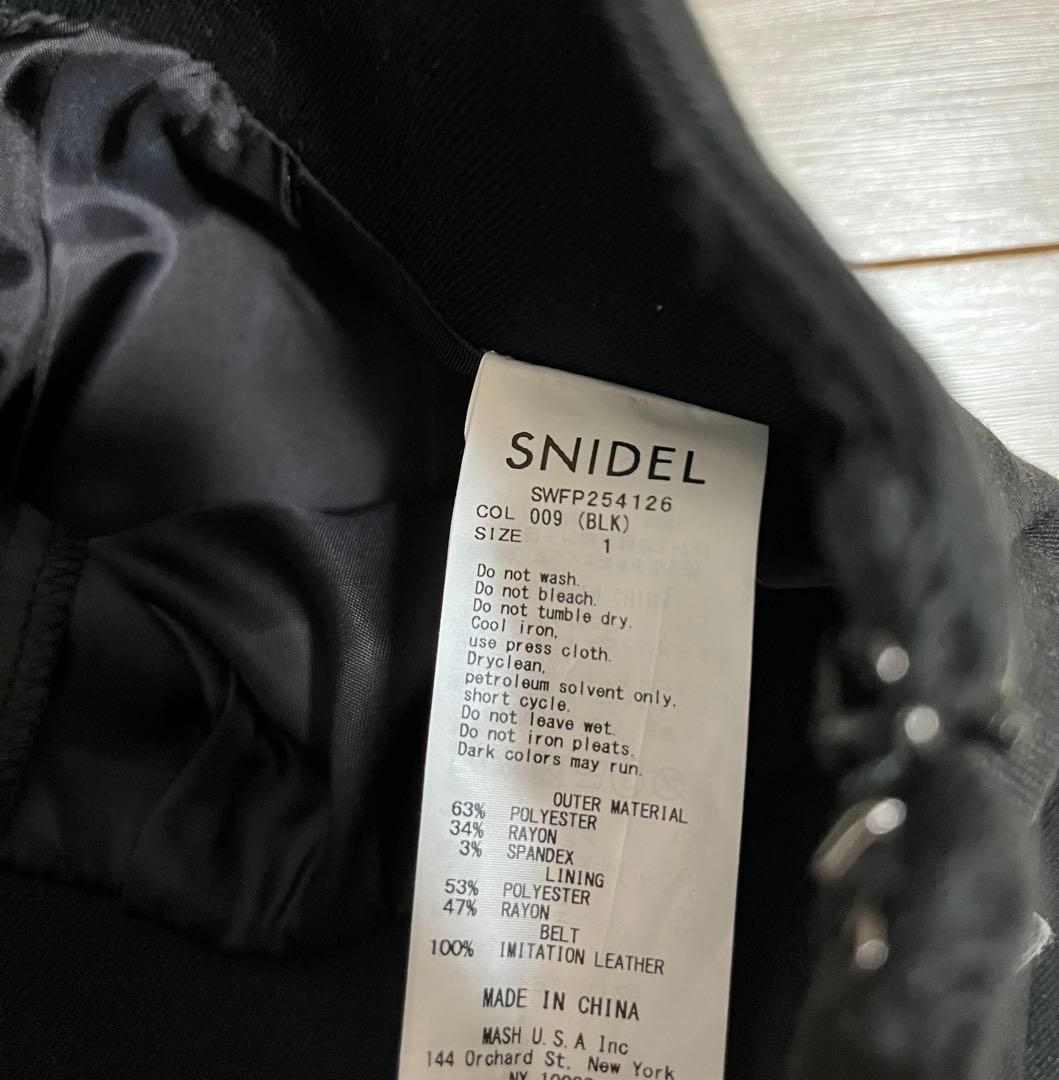 SNIDEL
SWFP254126
COL 009 (BLK)
SIZE 1
Do not wash.
Do not bleach.
Do not tumble dry.
Cool iron,
use press cloth.
Dryclean,
petroleum solvent only.
short cycle.
Do not leave wet.
Do not iron pleats.
Dark colors may run.
OUTER MATERIAL
63% POLYESTER
34% RAYON
3% SPANDEX
LINING
53% POLYESTER
47% RAYON
BELT
100% IMITATION LEATHER
MADE IN CHINA
MASH U.S.A Inc
144 Orchard St. New York
NY